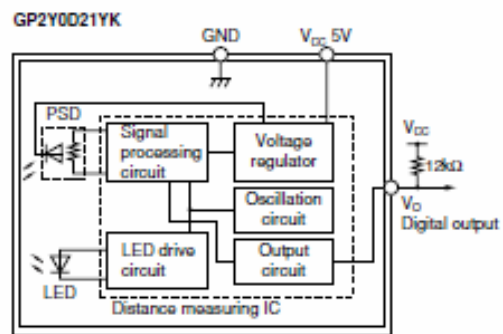 GP2Y0D21YK
GND
VCC 5V
PSD
Signal
processing
circuit
Voltage
regulator
VCC
12kΩ
Oscillation
circuit
VO
Digital output
LED drive
circuit
Output
circuit
LED
Distance measuring IC